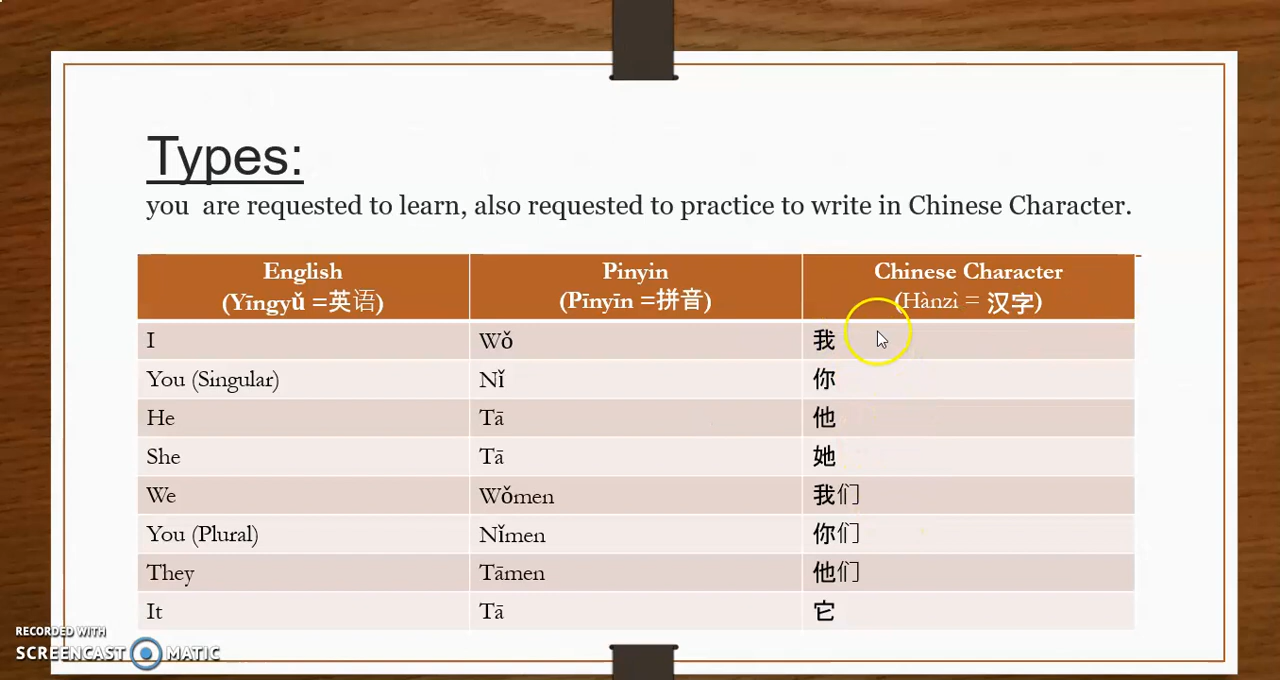 Types:
you are requested to learn, also requested to practice to write in Chinese Character.
English Pinyin Chinese Character
(Yīngyǔ =英语) (Pīnyīn =拼音) (Hànzì = 汉字)
I Wǒ 我
You (Singular) Nǐ 你
He Tā 他
She Tā 她
We Wǒmen 我们
You (Plural) Nǐmen 你们
They Tāmen 他们
It Tā 它
RECORDED WITH
SCREENCAST MATIC